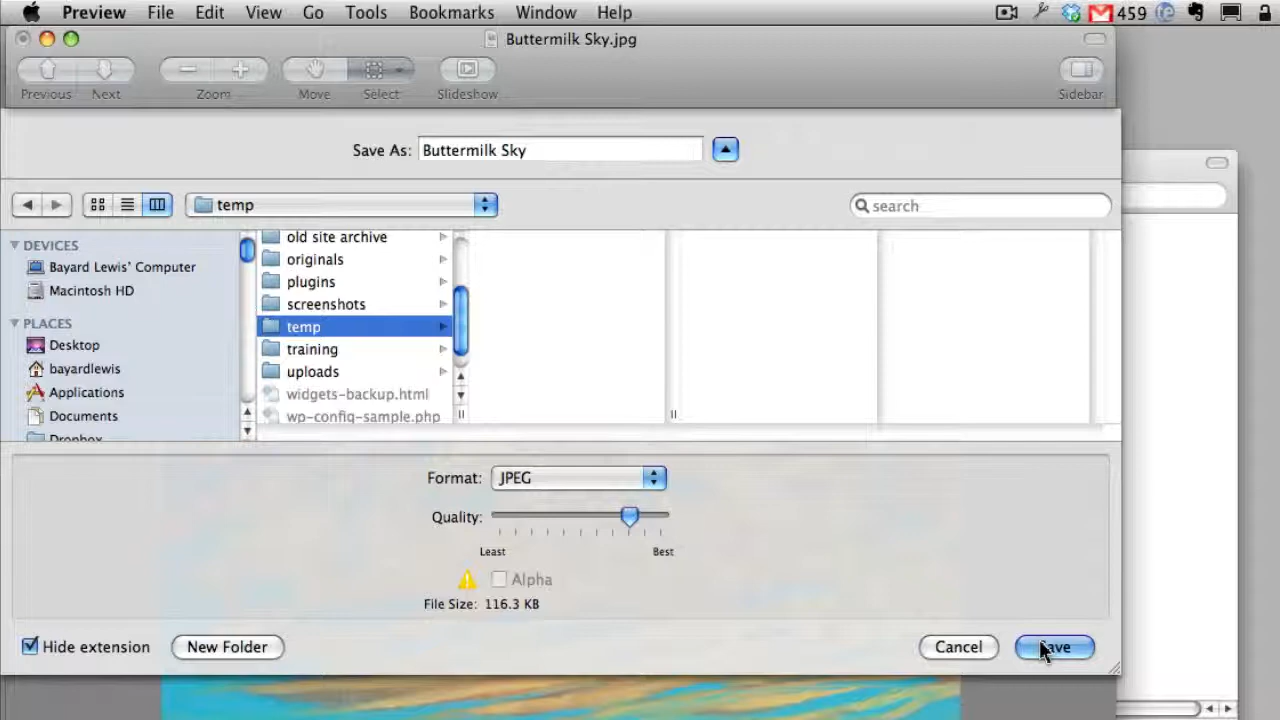 Preview File Edit View Go Tools Bookmarks Window Help 459
Buttermilk Sky.jpg
Previous Next Zoom Move Select Slideshow Sidebar
Save As: Buttermilk Sky
temp search
DEVICES
Bayard Lewis' Computer
Macintosh HD
PLACES
Desktop
bayardlewis
Applications
Documents
Dropbox
old site archive
originals
plugins
screenshots
temp
training
uploads
widgets-backup.html
wp-config-sample.php
Format: JPEG
Quality:
Least Best
Alpha
File Size: 116.3 KB
Hide extension New Folder Cancel Save